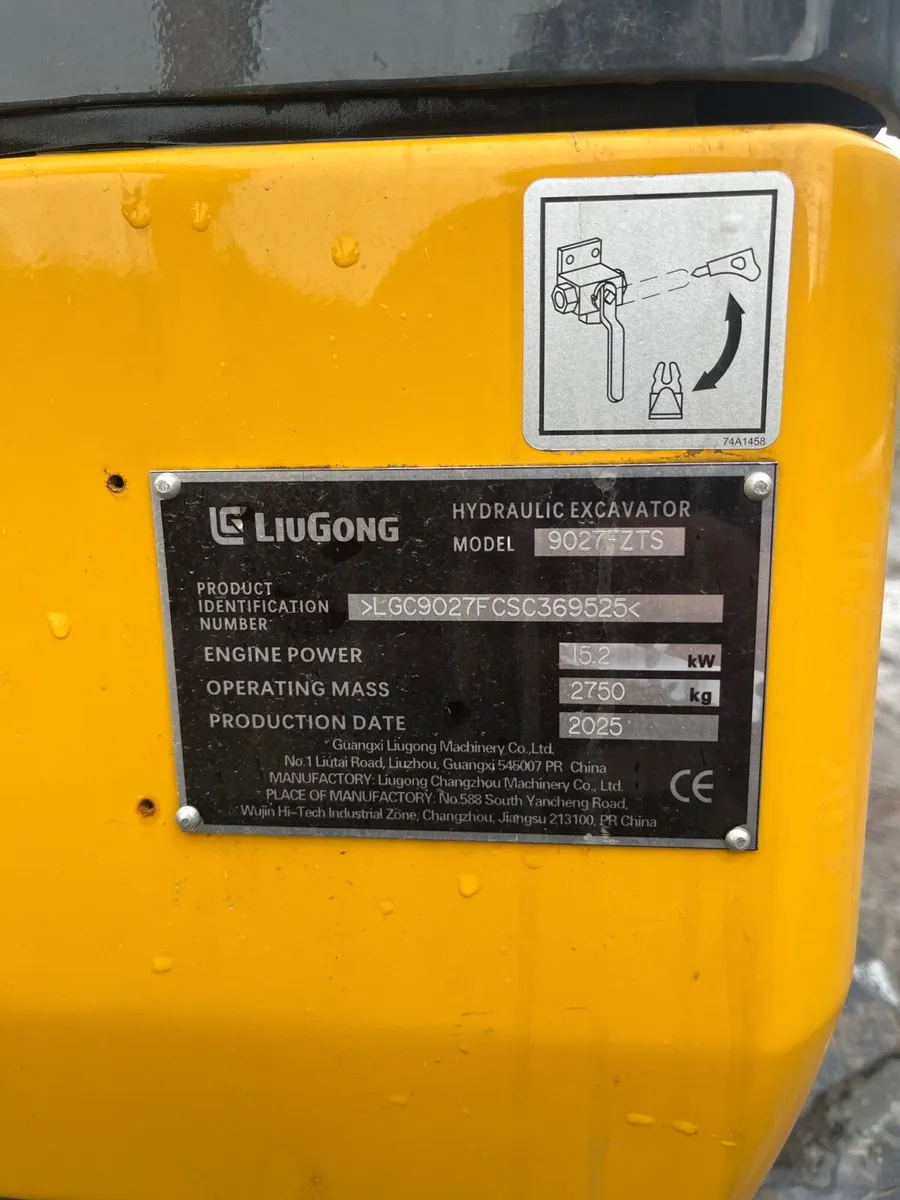 74A1458
LIUGONG
HYDRAULIC EXCAVATOR
MODEL 9027FZTS
PRODUCT
IDENTIFICATION
NUMBER
>LGC9027FCSC369525<
ENGINE POWER 15.2 kW
OPERATING MASS 2750 kg
PRODUCTION DATE 2025
Guangxi Liugong Machinery Co.,Ltd.
No.1 Liutai Road, Liuzhou, Guangxi 545007 PR China
MANUFACTORY: Liugong Changzhou Machinery Co., Ltd.
PLACE OF MANUFACTORY: No.588 South Yancheng Road,
Wujin Hi-Tech Industrial Zone, Changzhou, Jiangsu 213100, PR China
CE